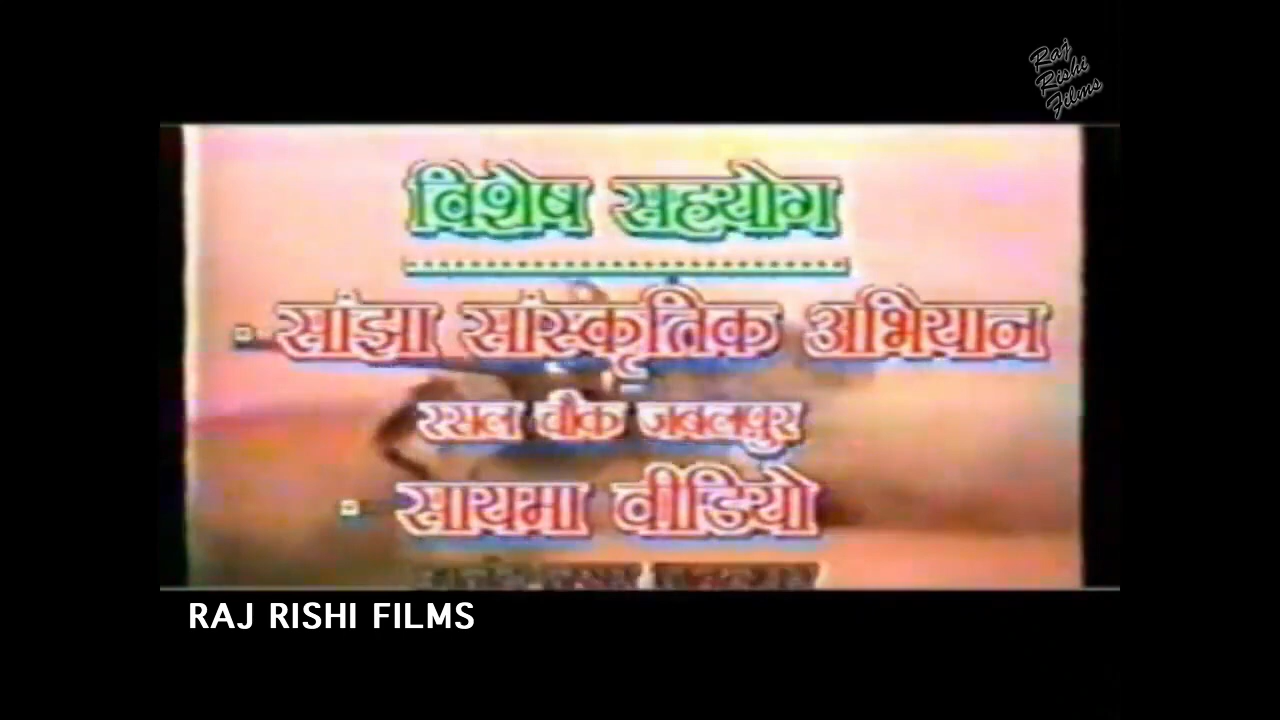 Raj
Rishi
Films
विशेष सहयोग
सांझा सांस्कृतिक अभियान
रसल चौक जबलपुर
सायमा वीडियो
RAJ RISHI FILMS